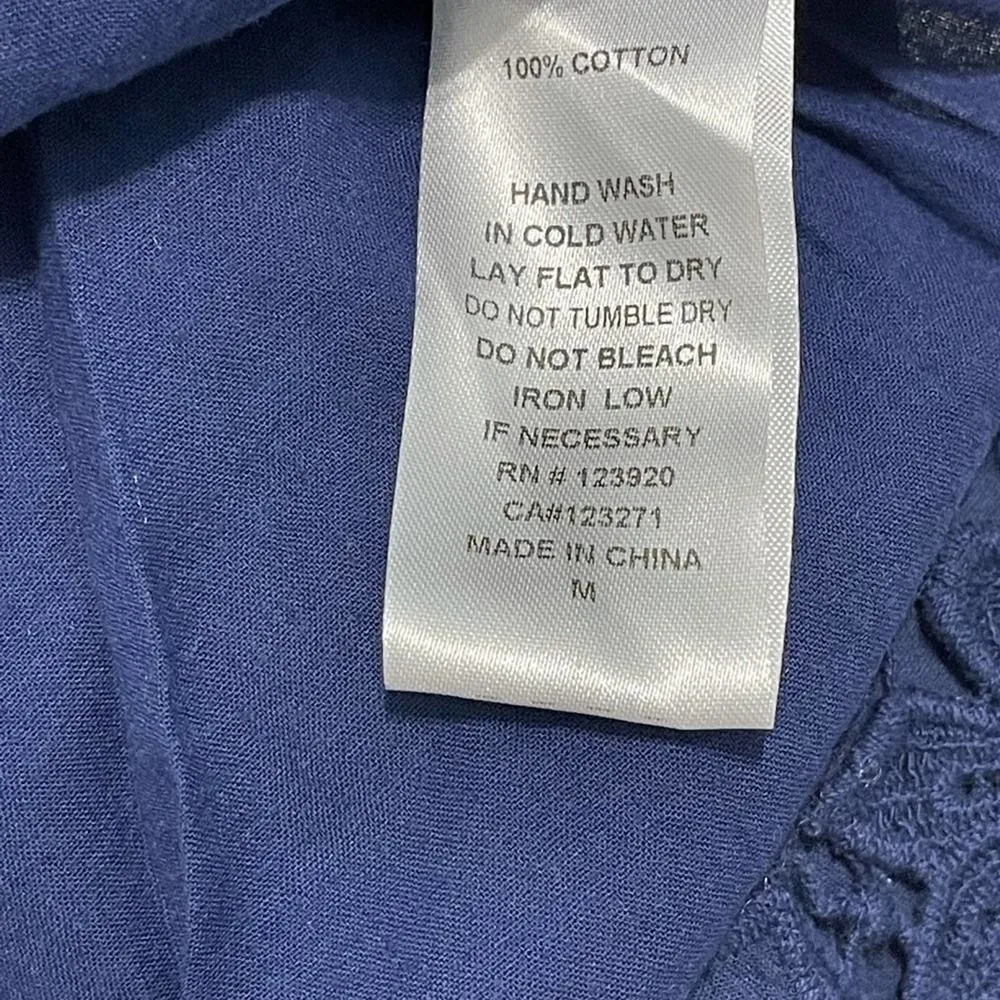 100% COTTON
HAND WASH
IN COLD WATER
LAY FLAT TO DRY
DO NOT TUMBLE DRY
DO NOT BLEACH
IRON LOW
IF NECESSARY
RN # 123920
CA#123271
MADE IN CHINA
M